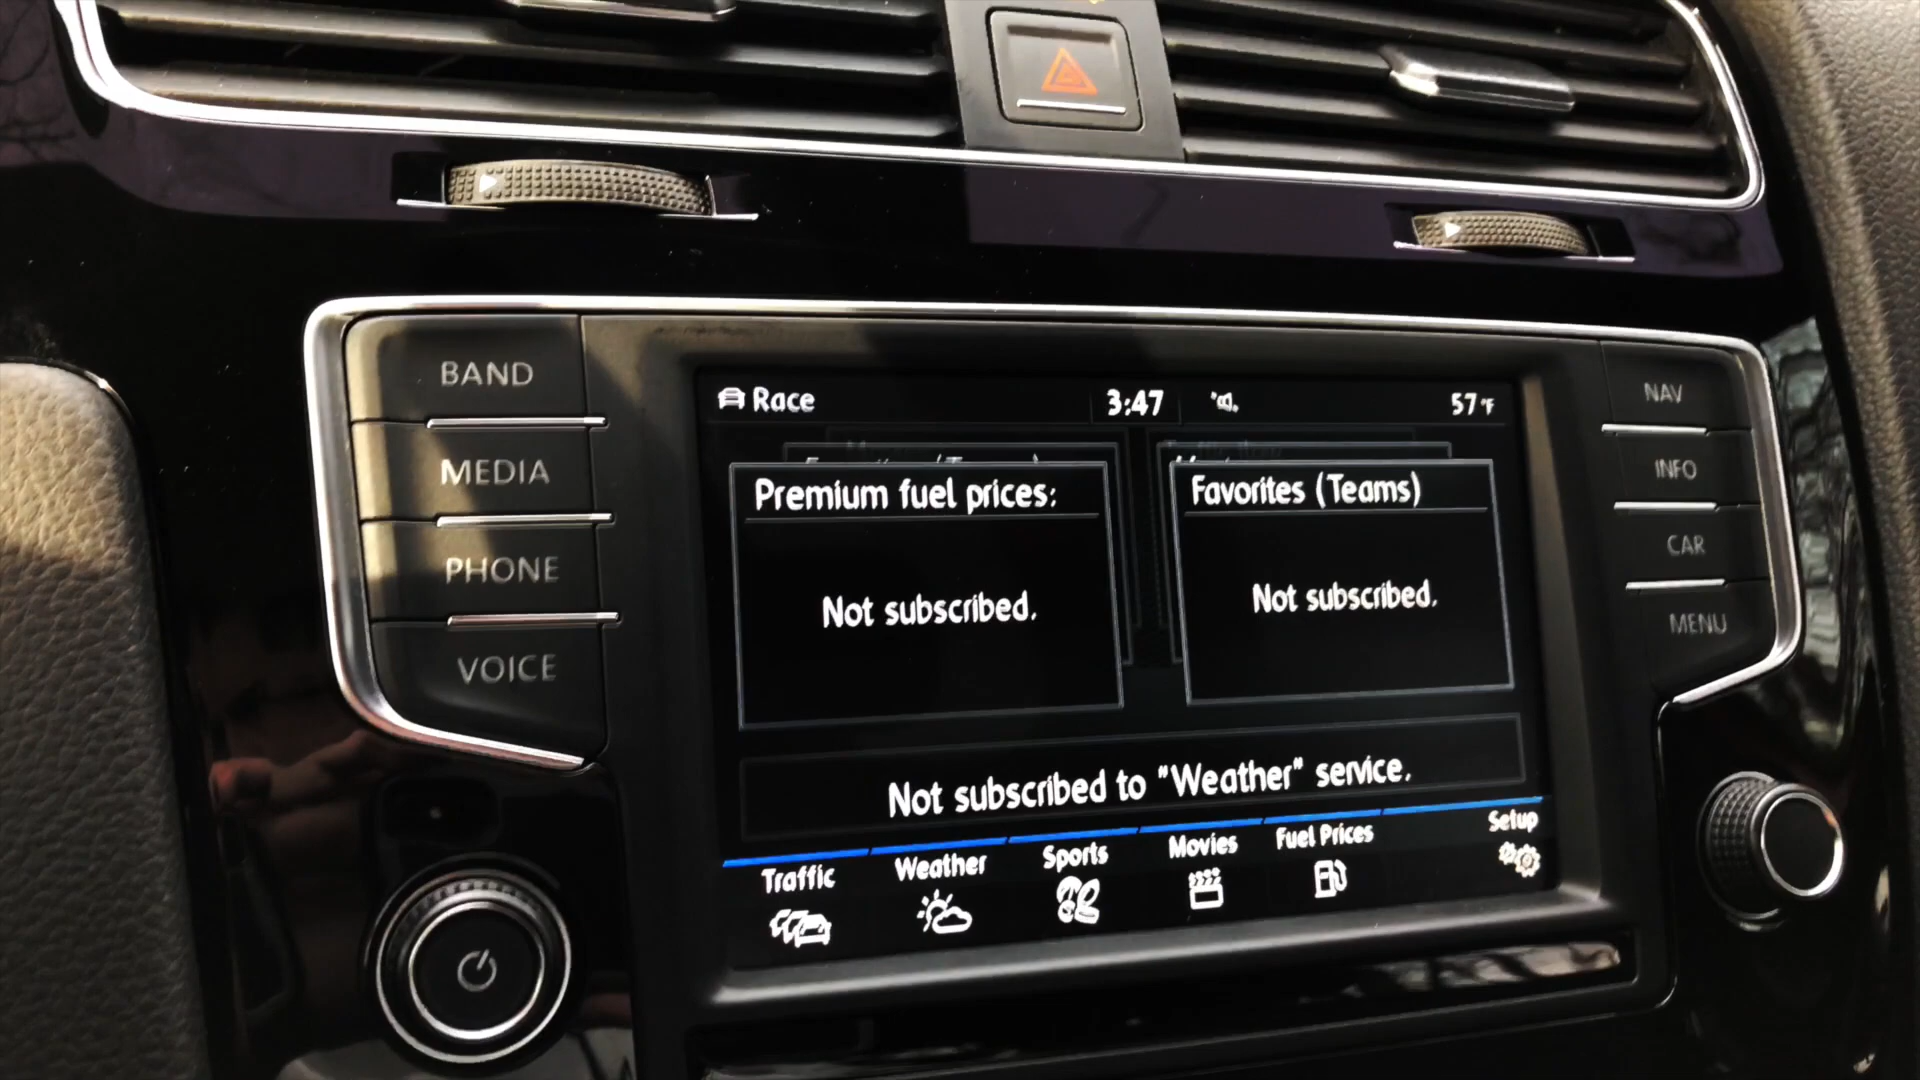 BAND
MEDIA
PHONE
VOICE
Race 3:47 57°F
Premium fuel prices:
Not subscribed.
Favorites (Teams)
Not subscribed.
Not subscribed to "Weather" service.
Traffic
Weather
Sports
Movies
Fuel Prices
Setup
NAV
INFO
CAR
MENU